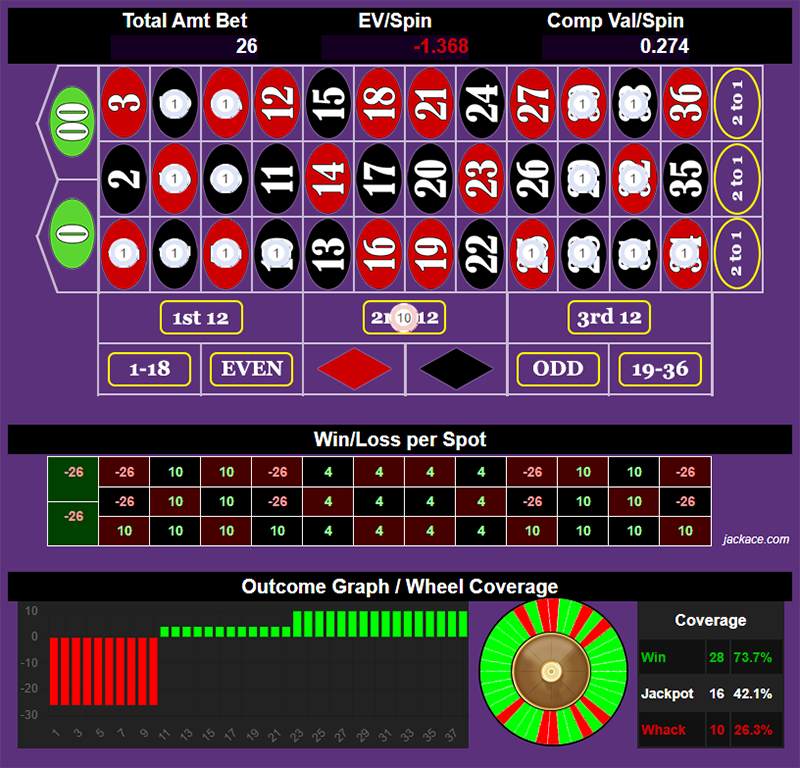 Total Amt Bet EV/Spin Comp Val/Spin
26 -1.368 0.274
00 3 1 1 12 15 18 21 24 27 1 1 36 2 to 1
2 1 1 11 14 17 20 23 26 1 1 35 2 to 1
0 1 1 1 1 13 16 19 22 1 1 1 1 2 to 1
1st 12 10 12 3rd 12
1-18 EVEN ODD 19-36
Win/Loss per Spot
-26 -26 10 10 -26 4 4 4 4 -26 10 10 -26
-26 10 10 -26 4 4 4 4 -26 10 10 -26
-26 10 10 10 10 4 4 4 4 10 10 10 10
jackace.com
Outcome Graph / Wheel Coverage
10
0
-10
-20
-30
1 3 5 7 9 11 13 15 17 19 21 23 25 27 29 31 33 35 37
Coverage
Win 28 73.7%
Jackpot 16 42.1%
Whack 10 26.3%